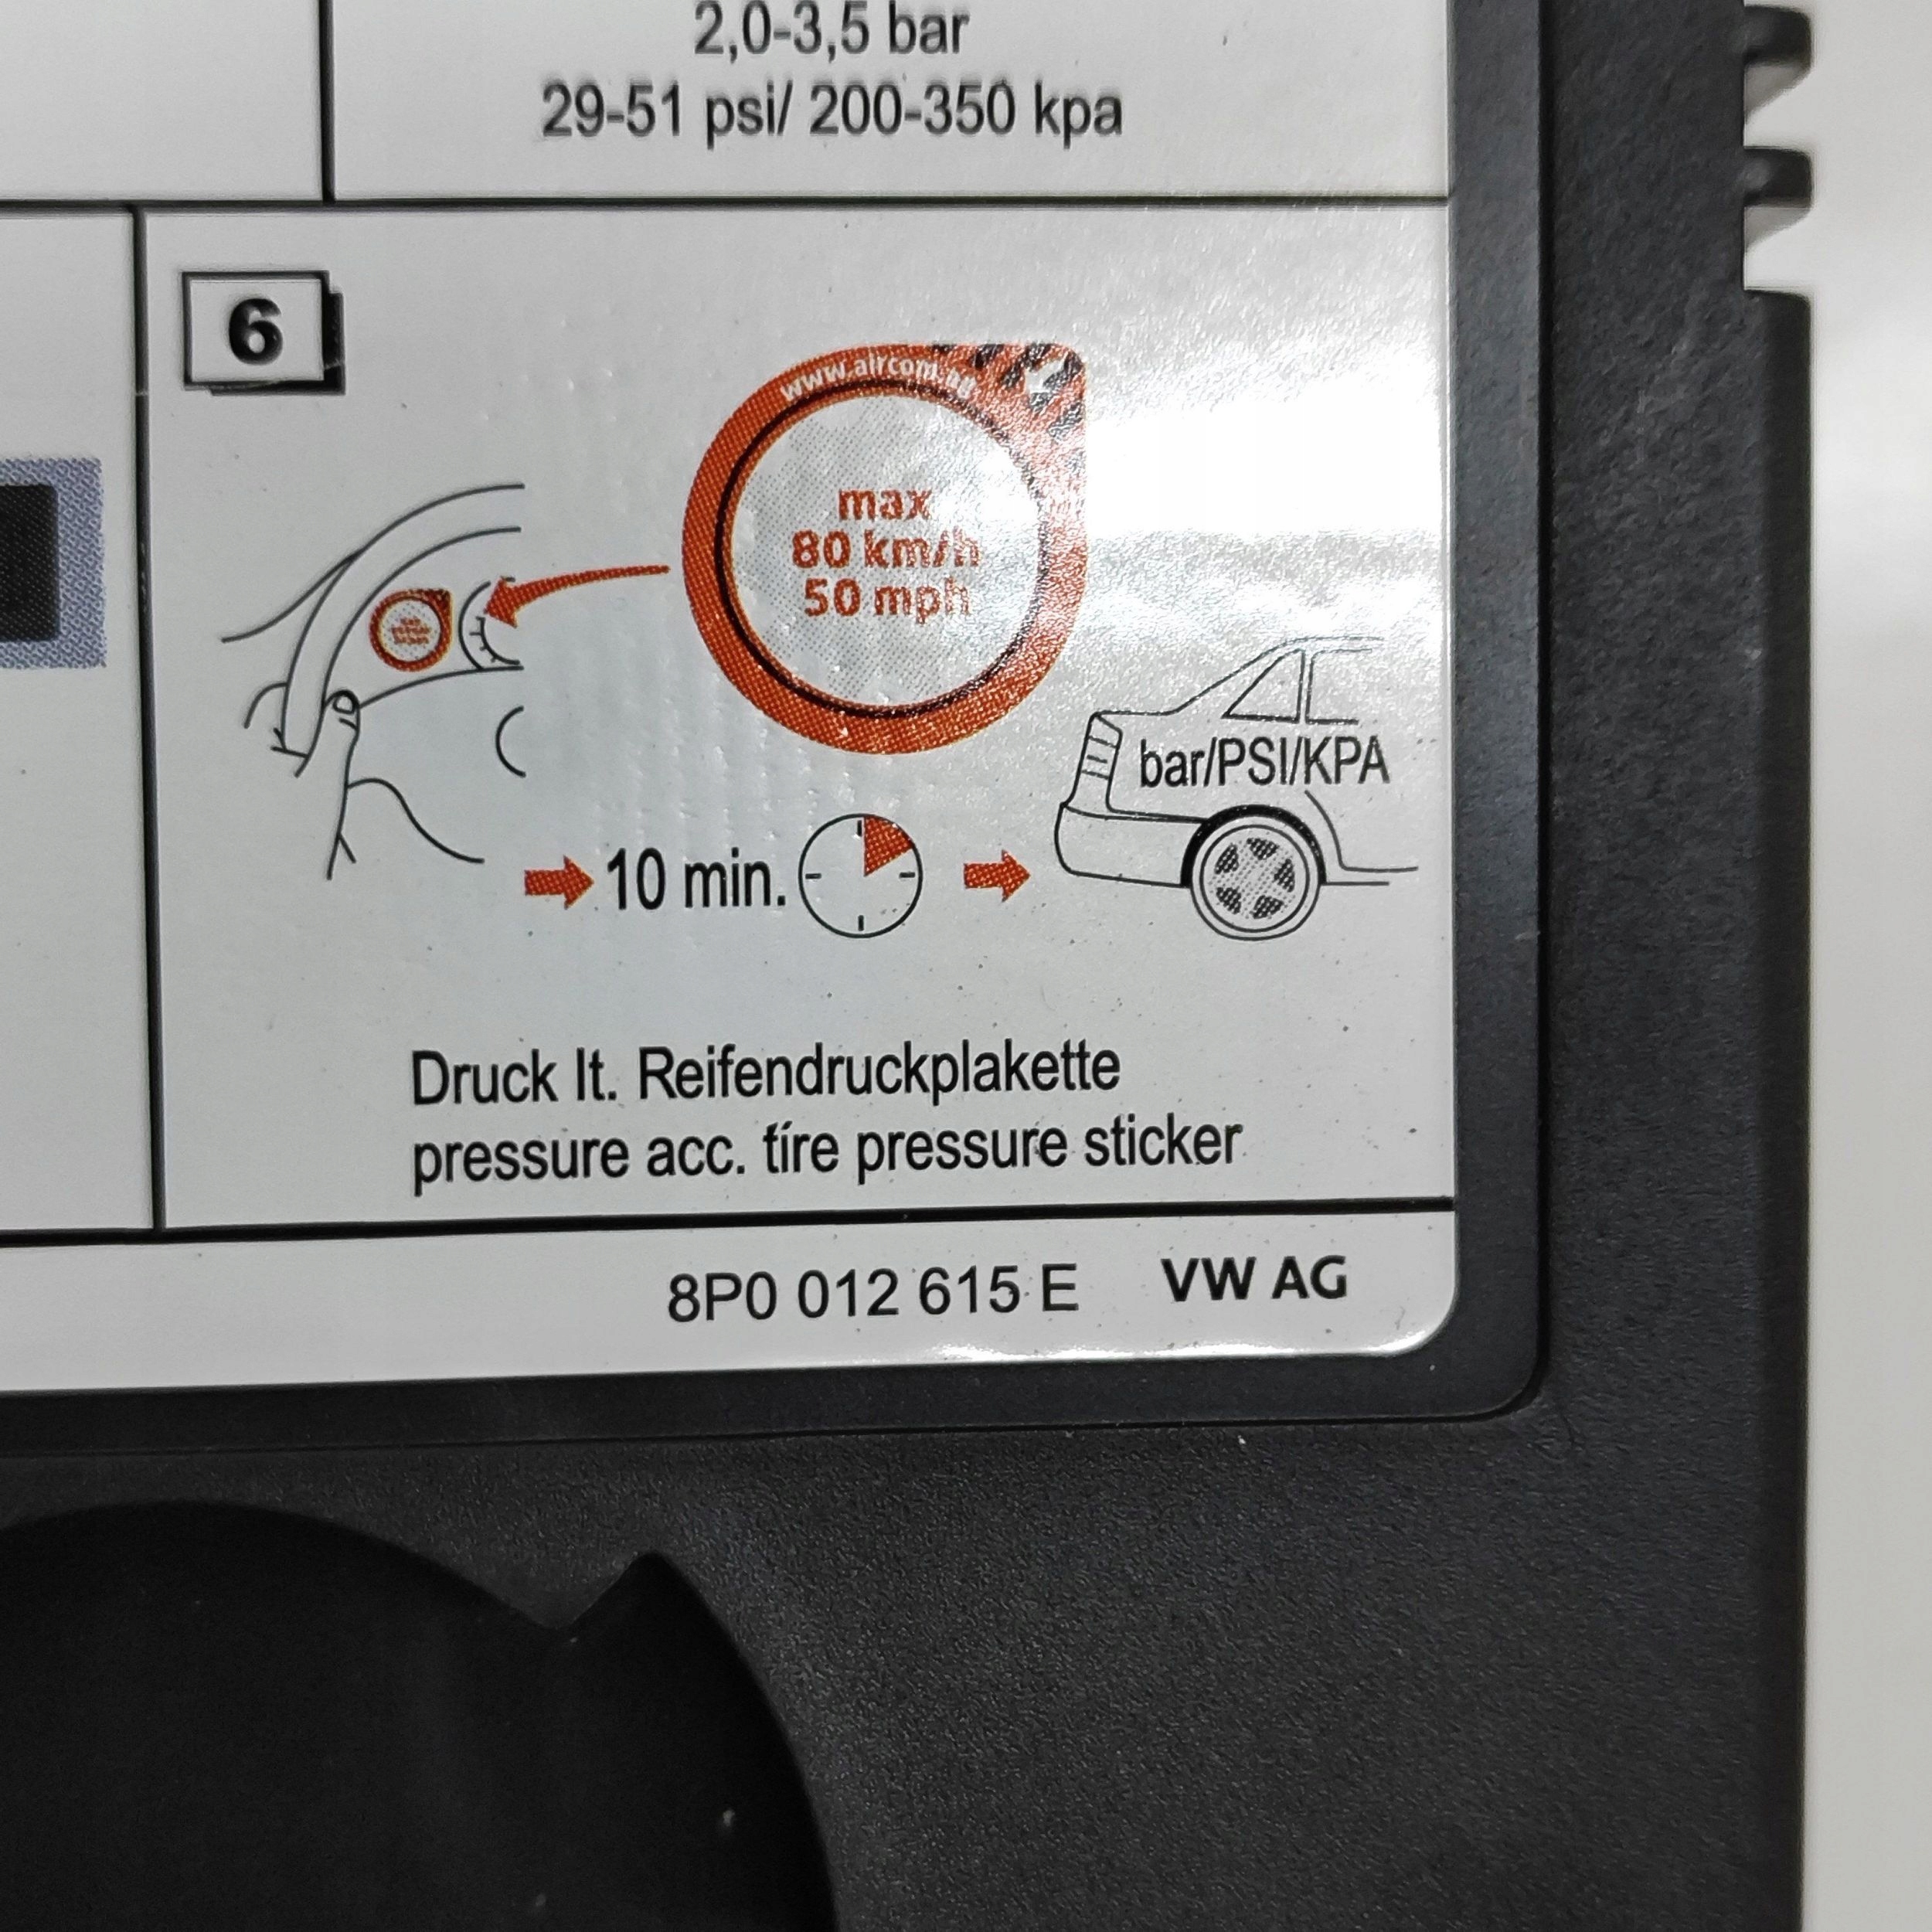 2,0-3,5 bar
29-51 psi/ 200-350 kpa
6
www.aircom.ag
max
80 km/h
50 mph
bar/PSI/KPA
10 min.
Druck lt. Reifendruckplakette
pressure acc. tíre pressure sticker
8P0 012 615 E VW AG